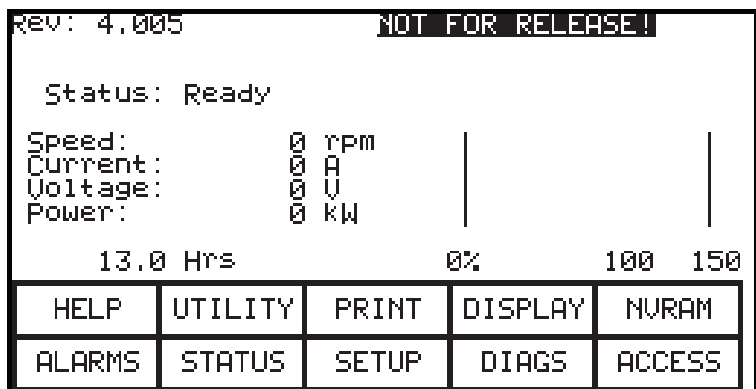 Rev: 4.005 NOT FOR RELEASE!
Status: Ready
Speed: 0 rpm
Current: 0 A
Voltage: 0 V
Power: 0 kW
13.0 Hrs 0% 100 150
HELP UTILITY PRINT DISPLAY NVRAM
ALARMS STATUS SETUP DIAGS ACCESS